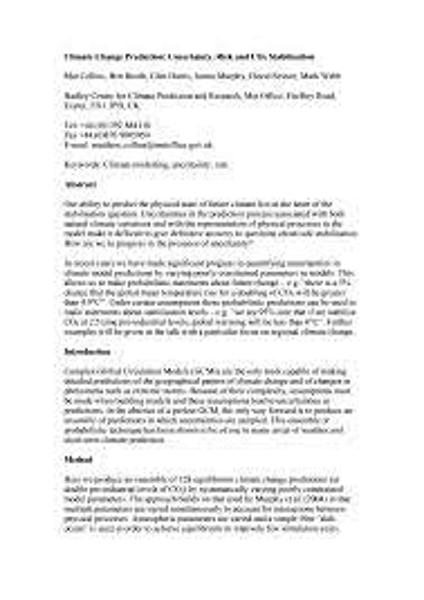 Climate Change Prediction: Uncertainty, Risk and CO2 Stabilisation
Mat Collins, Ben Booth, Glen Harris, James Murphy, David Sexton, Mark Webb
Hadley Centre for Climate Prediction and Research, Met Office, FitzRoy Road,
Exeter, EX1 3PB, UK
Tel:
Fax
E-mail:
Keywords: Climate modelling, uncertainty, risk
Abstract
Our ability to predict the physical state of future climate lies at the heart of the
stabilisation question. Uncertainties in the prediction process associated with both
natural climate variations and with the representation of physical processes in the
model make it difficult to give definitive answers to questions about safe stabilisation.
How are we to progress in the presence of uncertainty?
In recent years we have made significant progress in quantifying uncertainties in
climate model predictions by varying poorly constrained parameters in models. This
allows us to make probabilistic statements about future change, e.g. "there is a 5%
chance that the global mean temperature rise for a doubling of CO2 will be greater
than". Under certain assumptions these probabilistic predictions can be used to
make statements about stabilisation levels, e.g. "we are 95% sure that if we stabilise
CO2 at pre-industrial levels, global warming will be less than". Further
examples will be given in the talk with a particular focus on regional climate change.
Introduction
Complex Global Circulation Models (GCMs) are the only tools capable of making
detailed predictions of the geographical pattern of climate change and of changes in
phenomena such as extreme events. Because of their complexity, assumptions must
be made when building models and these assumptions lead to uncertainties in
predictions. In the absence of a perfect GCM, the only way forward is to produce an
ensemble of predictions in which uncertainties are sampled. This ensemble or
probabilistic technique has been shown to be of use in many areas of weather and
short-term climate prediction.
Method
Here we produce an ensemble of 128 equilibrium climate change predictions (at
double pre-industrial levels of CO2) by systematically varying poorly constrained
model parameters. The approach builds on that used by Murphy et al (2004) in that
multiple parameters are varied simultaneously to account for interactions between
physical processes. Atmospheric parameters are varied and a simple 50m "slab
ocean" is used in order to achieve equilibrium in relatively few simulation years.